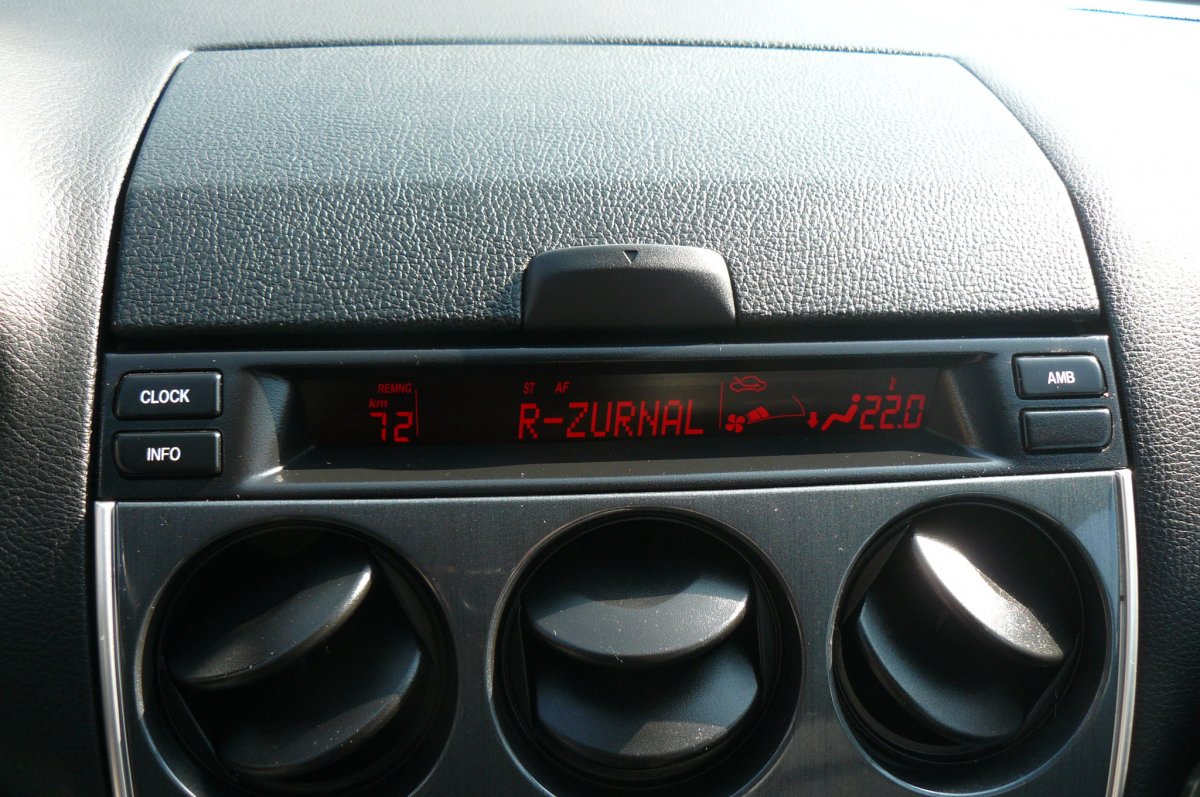 CLOCK
INFO
REMNG
km
72
ST AF
R-ZURNAL
22.0
AMB